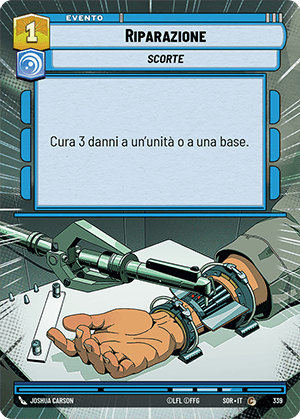 EVENTO
1
RIPARAZIONE
SCORTE
Cura 3 danni a un'unità o a una base.
JOSHUA CARSON
©LFL ©FFG
SOR • IT
C
339